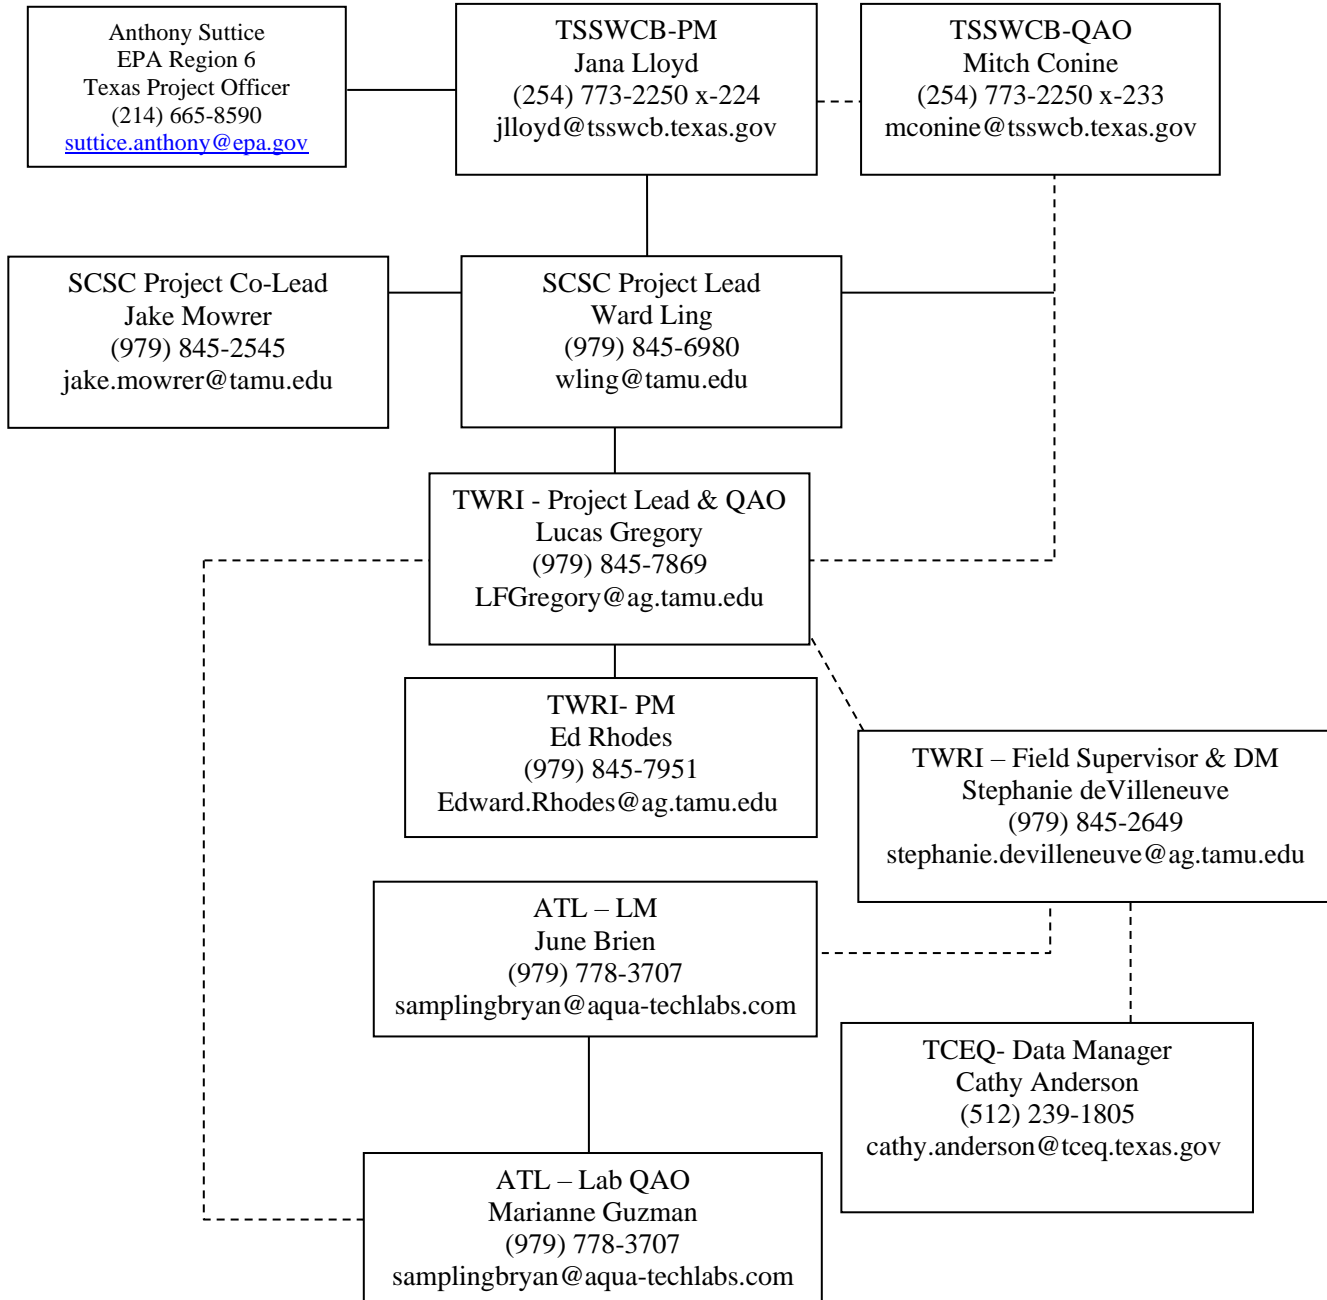 Anthony Suttice
EPA Region 6
Texas Project Officer
(214) 665-8590
suttice.anthony@epa.gov
TSSWCB-PM
Jana Lloyd
(254) 773-2250 x-224
jlloyd@tsswcb.texas.gov
TSSWCB-QAO
Mitch Conine
(254) 773-2250 x-233
mconine@tsswcb.texas.gov
SCSC Project Co-Lead
Jake Mowrer
(979) 845-2545
jake.mowrer@tamu.edu
SCSC Project Lead
Ward Ling
(979) 845-6980
wling@tamu.edu
TWRI - Project Lead & QAO
Lucas Gregory
(979) 845-7869
LFGregory@ag.tamu.edu
TWRI- PM
Ed Rhodes
(979) 845-7951
Edward.Rhodes@ag.tamu.edu
TWRI – Field Supervisor & DM
Stephanie deVilleneuve
(979) 845-2649
stephanie.devilleneuve@ag.tamu.edu
ATL – LM
June Brien
(979) 778-3707
samplingbryan@aqua-techlabs.com
TCEQ- Data Manager
Cathy Anderson
(512) 239-1805
cathy.anderson@tceq.texas.gov
ATL – Lab QAO
Marianne Guzman
(979) 778-3707
samplingbryan@aqua-techlabs.com